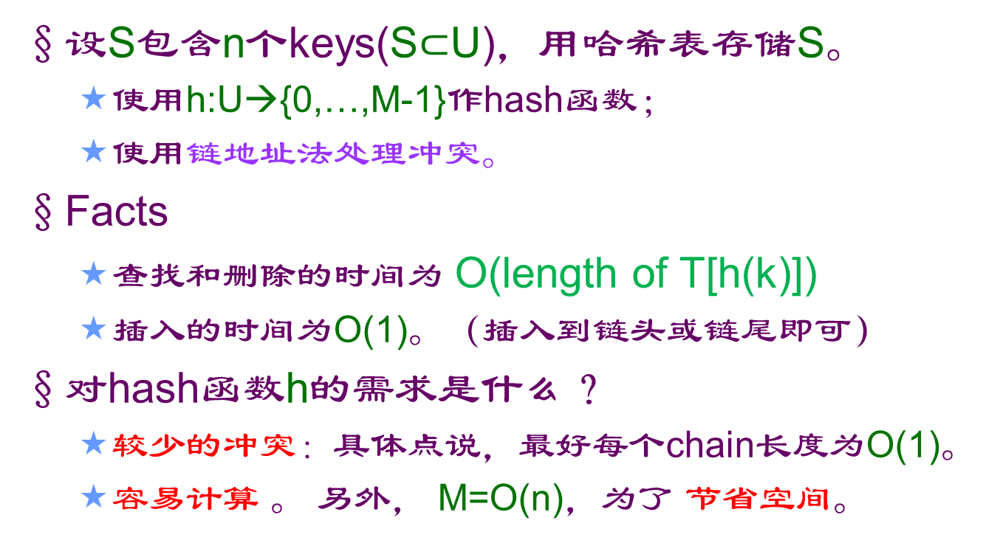 § 设S包含n个keys(S⊂U)，用哈希表存储S。
★ 使用h:U→{0,…,M-1}作hash函数；
★ 使用链地址法处理冲突。
§ Facts
★ 查找和删除的时间为 O(length of T[h(k)])
★ 插入的时间为O(1)。（插入到链头或链尾即可）
§ 对hash函数h的需求是什么？
★ 较少的冲突：具体点说，最好每个chain长度为O(1)。
★ 容易计算。另外， M=O(n)，为了 节省空间。